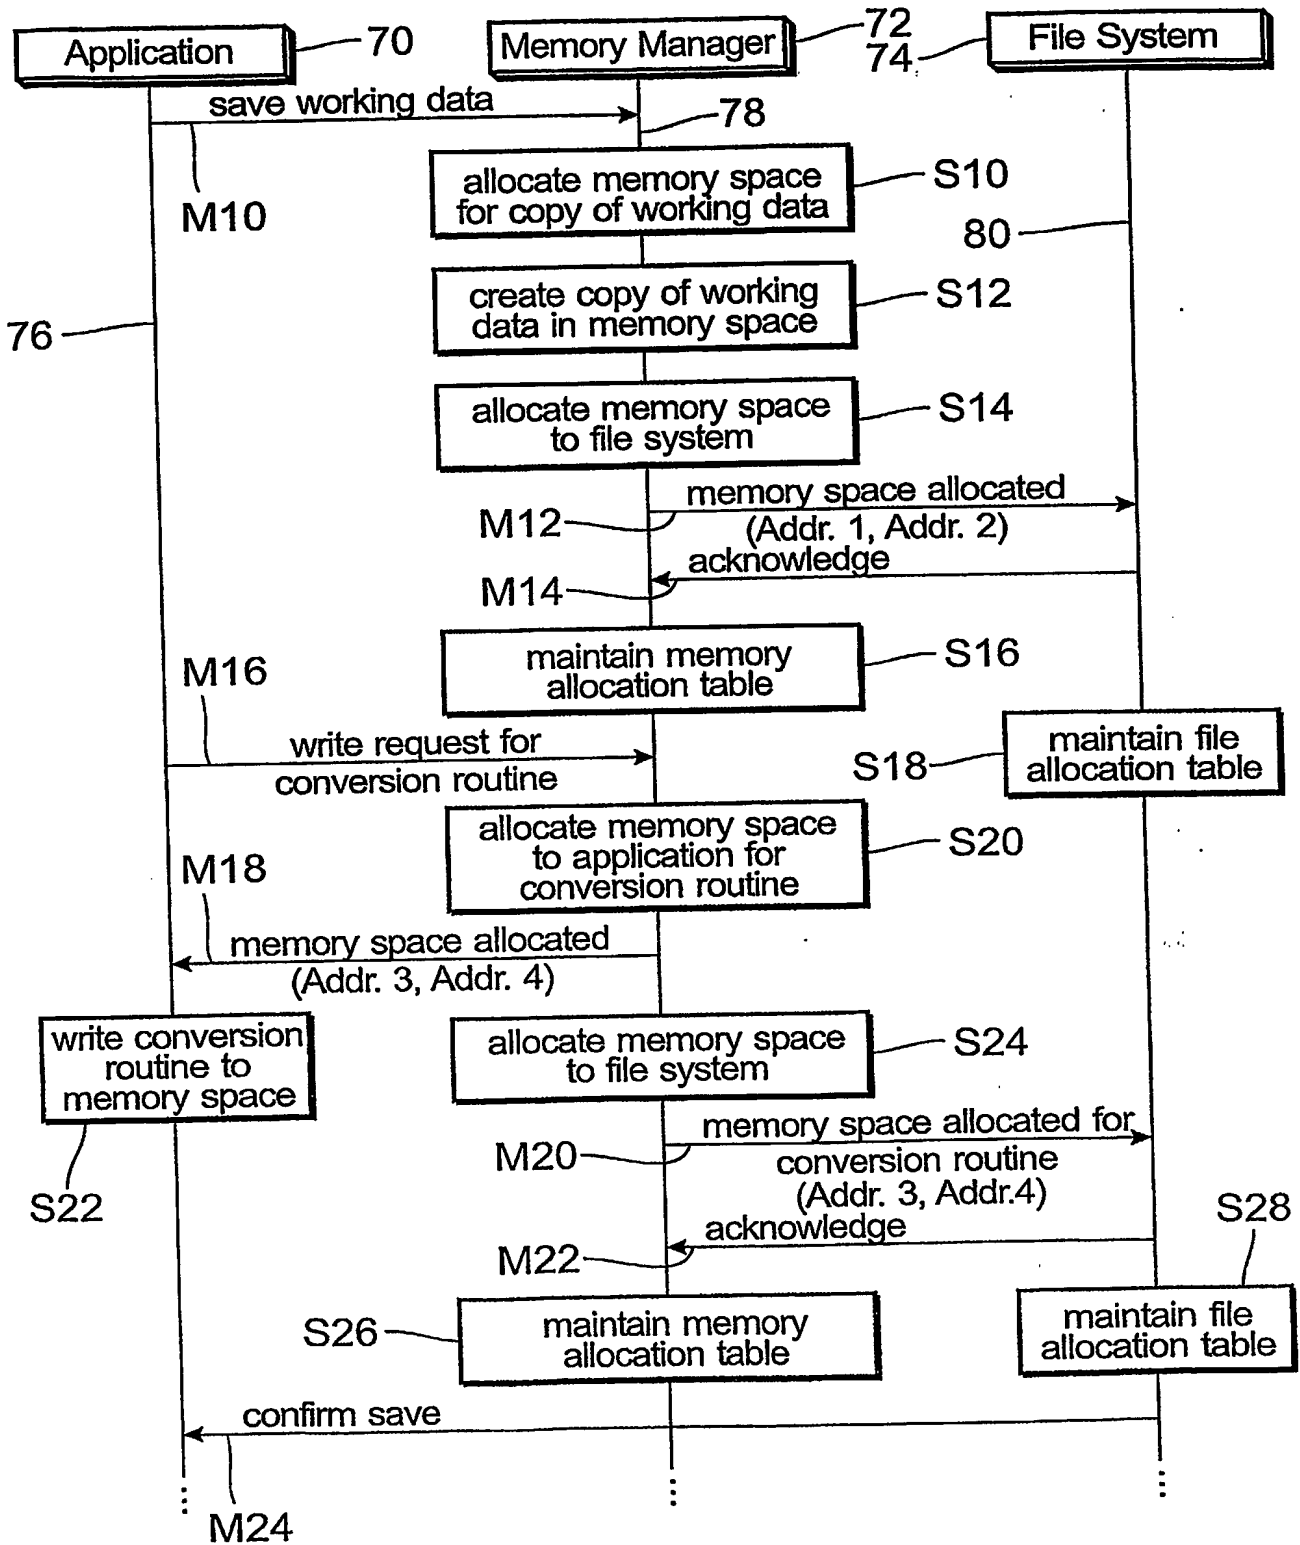 Application
70
Memory Manager
72
74
File System
save working data
78
M10
allocate memory space
for copy of working data
S10
80
create copy of working
data in memory space
S12
76
allocate memory space
to file system
S14
memory space allocated
M12
(Addr. 1, Addr. 2)
acknowledge
M14
maintain memory
allocation table
S16
M16
write request for
conversion routine
S18
maintain file
allocation table
allocate memory space
to application for
conversion routine
S20
M18
memory space allocated
(Addr. 3, Addr. 4)
write conversion
routine to
memory space
S22
allocate memory space
to file system
S24
memory space allocated for
M20
conversion routine
(Addr. 3, Addr.4)
acknowledge
M22
S28
S26
maintain memory
allocation table
maintain file
allocation table
confirm save
M24